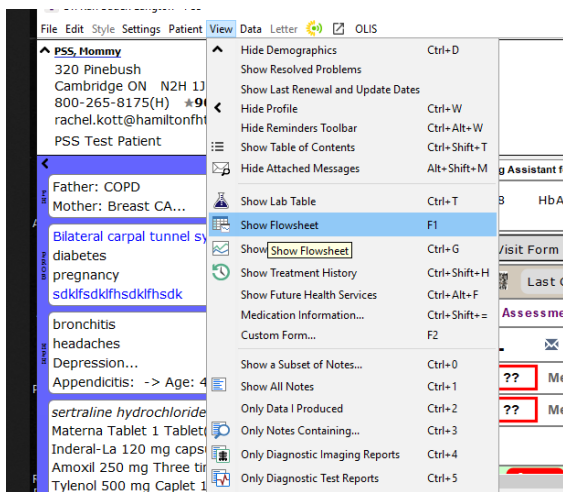 File Edit Style Settings Patient View Data Letter OLIS
PSS, Mommy
320 Pinebush
Cambridge ON N2H 1J
800-265-8175(H)
rachel.kott@hamiltonfht
PSS Test Patient
Father: COPD
Mother: Breast CA...
Bilateral carpal tunnel sy
diabetes
pregnancy
sdklfsdklfhsdklfhsdk
bronchitis
headaches
Depression...
Appendicitis: -> Age: 4
sertraline hydrochloride
Materna Tablet 1 Tablet(
Inderal-La 120 mg caps
Amoxil 250 mg Three tir
Tylenol 500 mg Caplet 1
Hide Demographics Ctrl+D
Show Resolved Problems
Show Last Renewal and Update Dates
Hide Profile Ctrl+W
Hide Reminders Toolbar Ctrl+Alt+W
Show Table of Contents Ctrl+Shift+T
Hide Attached Messages Alt+Shift+M
Show Lab Table Ctrl+T
Show Flowsheet F1
Show Ctrl+G
Show Flowsheet
Show Treatment History Ctrl+Shift+H
Show Future Health Services Ctrl+Alt+F
Medication Information... Ctrl+Shift+=
Custom Form... F2
Show a Subset of Notes... Ctrl+0
Show All Notes Ctrl+1
Only Data I Produced Ctrl+2
Only Notes Containing... Ctrl+3
Only Diagnostic Imaging Reports Ctrl+4
Only Diagnostic Test Reports Ctrl+5
g Assistant f
HbA
isit Form
Last
Assessme
?? Me
?? Me